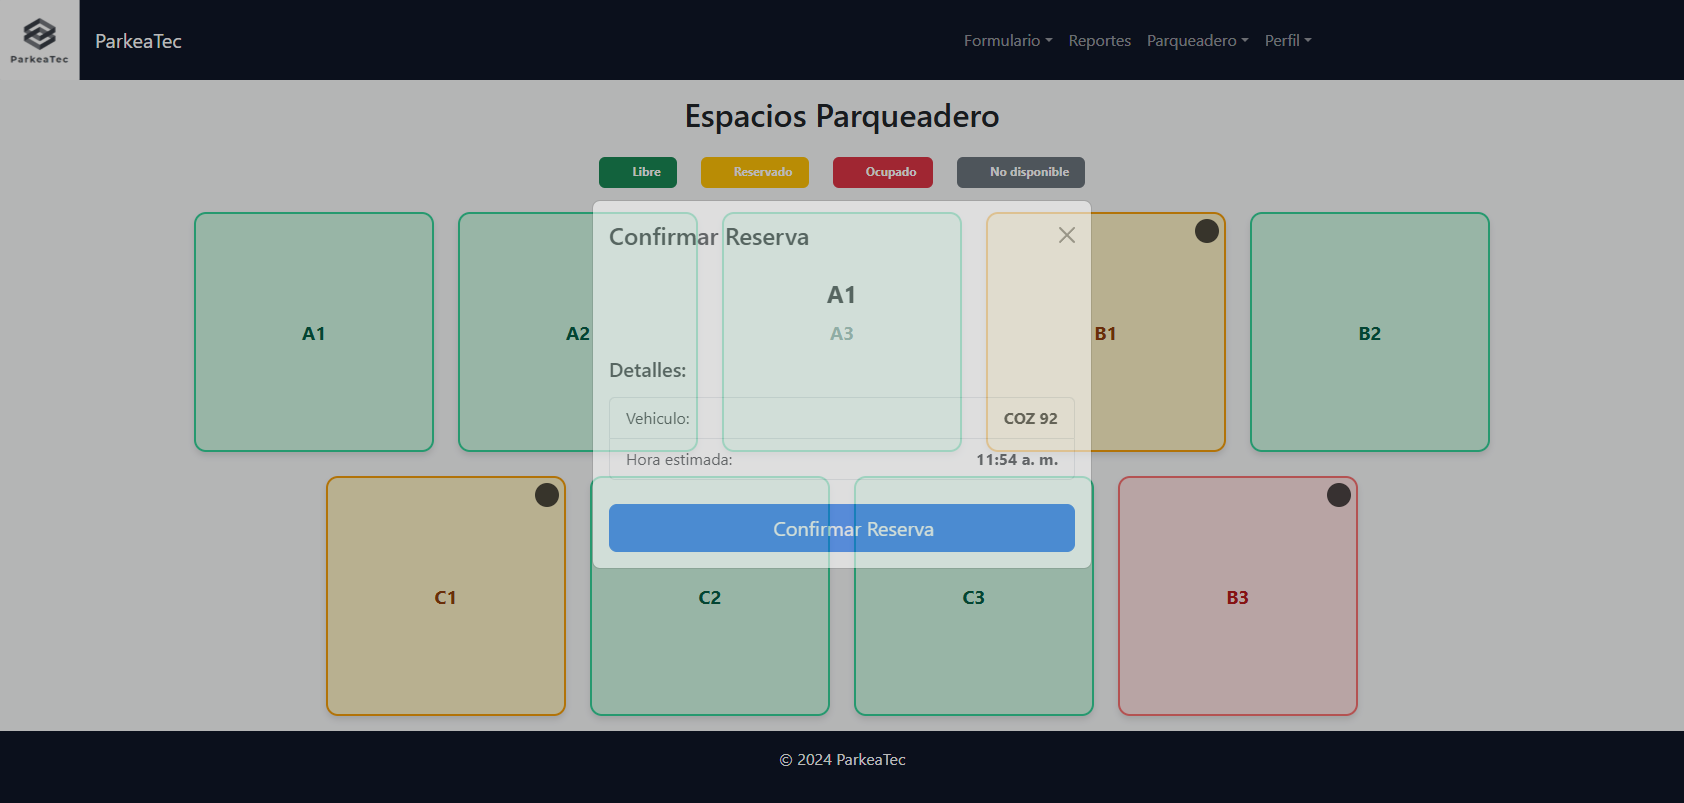 ParkeaTec
ParkeaTec
Formulario Reportes Parqueadero Perfil
Espacios Parqueadero
Libre Reservado Ocupado No disponible
Confirmar Reserva
A1
A1 A2 A3 B1 B2
Detalles:
Vehiculo: COZ 92
Hora estimada: 11:54 a. m.
Confirmar Reserva
C1 C2 C3 B3
© 2024 ParkeaTec